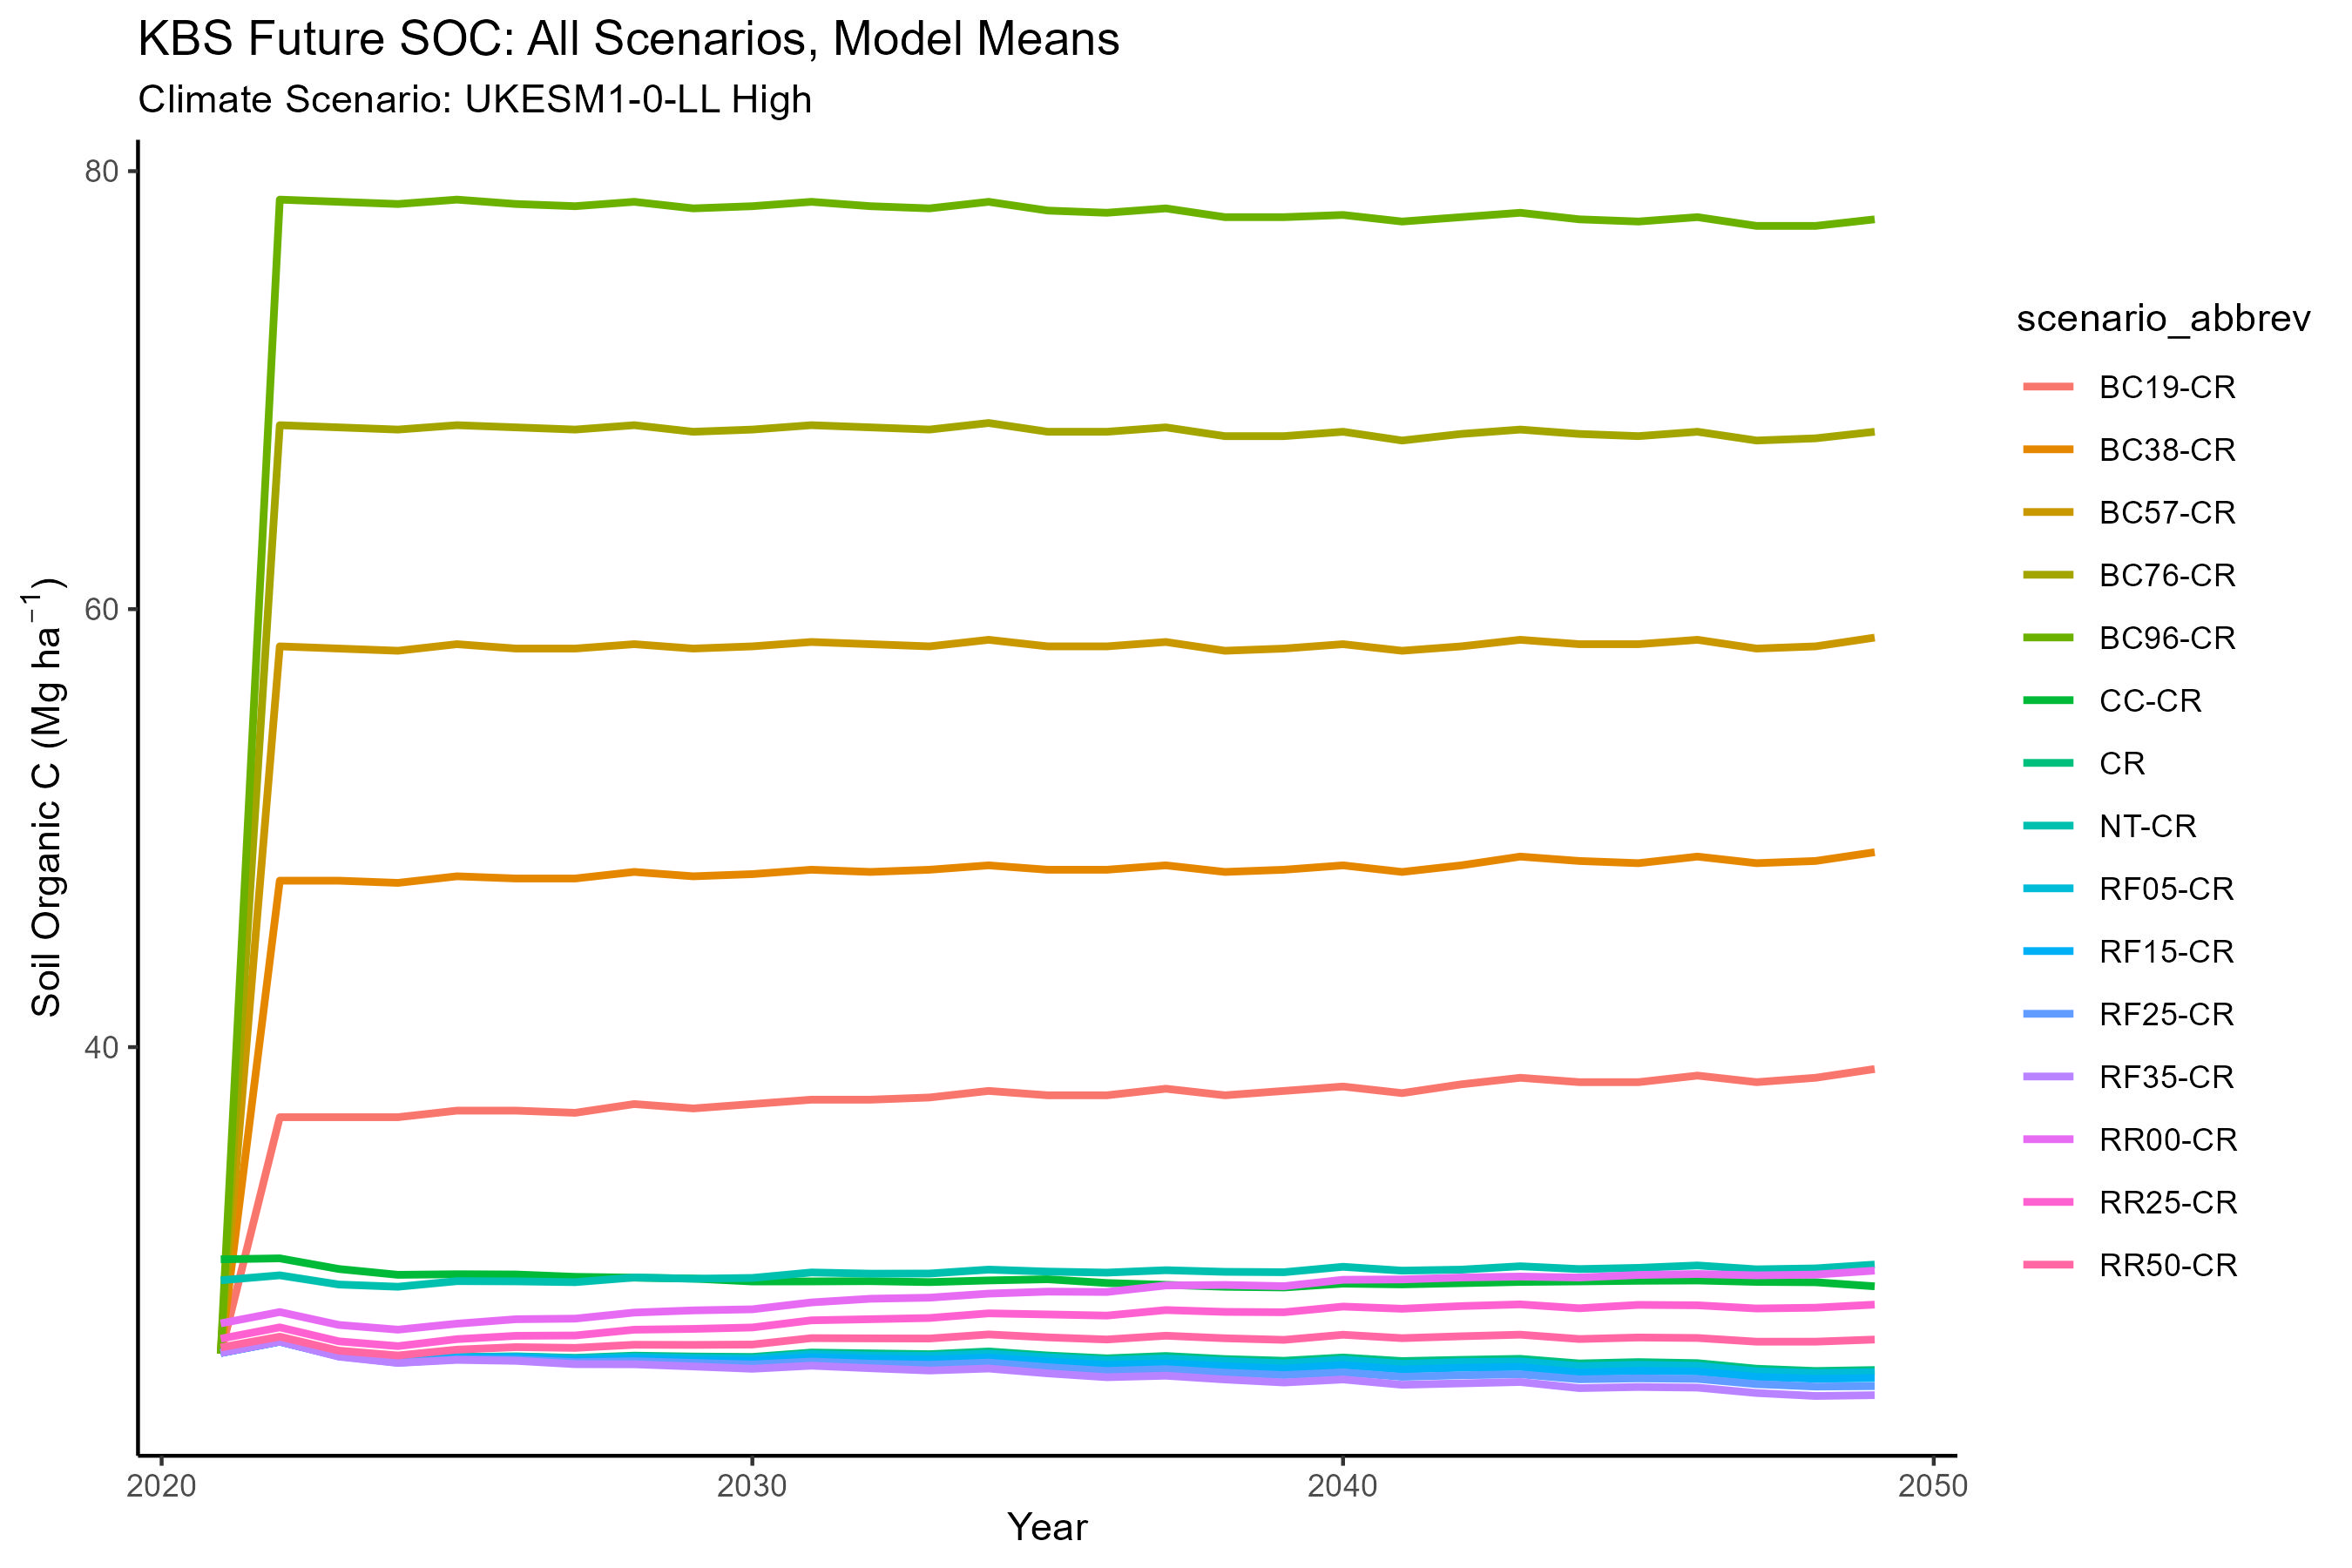 KBS Future SOC: All Scenarios, Model Means
Climate Scenario: UKESM1-0-LL High
80
60
40
Soil Organic C (Mg ha⁻¹)
2020
2030
2040
2050
Year
scenario_abbrev
BC19-CR
BC38-CR
BC57-CR
BC76-CR
BC96-CR
CC-CR
CR
NT-CR
RF05-CR
RF15-CR
RF25-CR
RF35-CR
RR00-CR
RR25-CR
RR50-CR